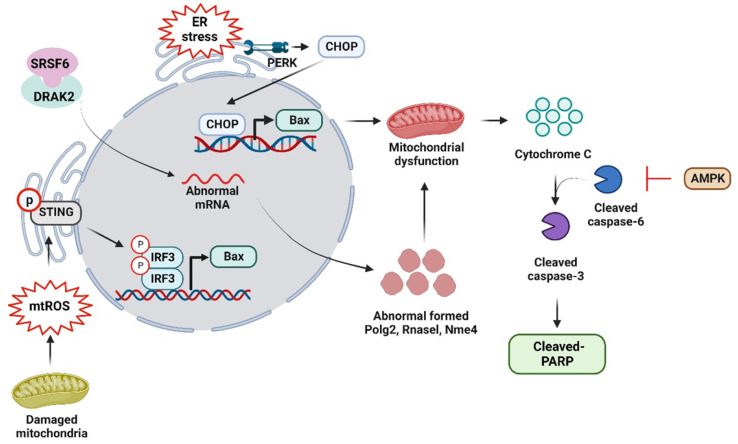 ER
stress
PERK
CHOP
SRSF6
DRAK2
CHOP
Bax
Mitochondrial
dysfunction
Cytochrome C
Abnormal
mRNA
Cleaved
caspase-6
AMPK
P
STING
P
IRF3
P
IRF3
Bax
Cleaved
caspase-3
mtROS
Abnormal formed
Polg2, Rnasel, Nme4
Cleaved-
PARP
Damaged
mitochondria